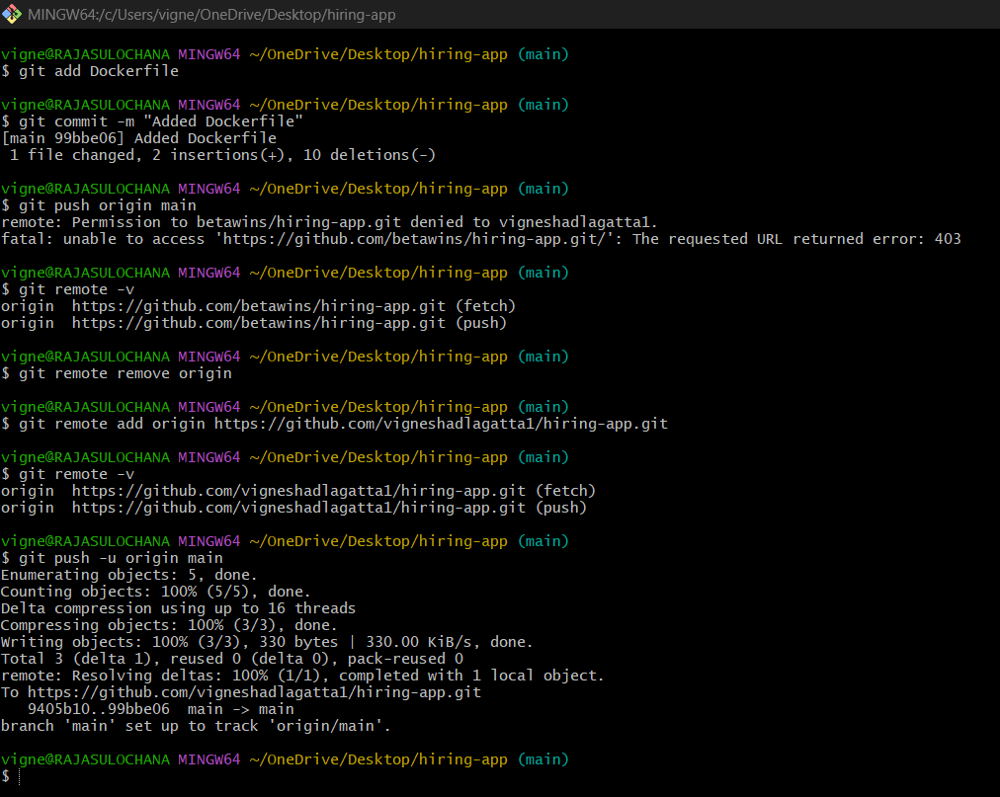 MINGW64:/c/Users/vigne/OneDrive/Desktop/hiring-app
vigne@RAJASULOCHANA MINGW64 ~/OneDrive/Desktop/hiring-app (main)
$ git add Dockerfile
vigne@RAJASULOCHANA MINGW64 ~/OneDrive/Desktop/hiring-app (main)
$ git commit -m "Added Dockerfile"
[main 99bbe06] Added Dockerfile
 1 file changed, 2 insertions(+), 10 deletions(-)
vigne@RAJASULOCHANA MINGW64 ~/OneDrive/Desktop/hiring-app (main)
$ git push origin main
remote: Permission to betawins/hiring-app.git denied to vigneshadlagatta1.
fatal: unable to access 'https://github.com/betawins/hiring-app.git/': The requested URL returned error: 403
vigne@RAJASULOCHANA MINGW64 ~/OneDrive/Desktop/hiring-app (main)
$ git remote -v
origin  https://github.com/betawins/hiring-app.git (fetch)
origin  https://github.com/betawins/hiring-app.git (push)
vigne@RAJASULOCHANA MINGW64 ~/OneDrive/Desktop/hiring-app (main)
$ git remote remove origin
vigne@RAJASULOCHANA MINGW64 ~/OneDrive/Desktop/hiring-app (main)
$ git remote add origin https://github.com/vigneshadlagatta1/hiring-app.git
vigne@RAJASULOCHANA MINGW64 ~/OneDrive/Desktop/hiring-app (main)
$ git remote -v
origin  https://github.com/vigneshadlagatta1/hiring-app.git (fetch)
origin  https://github.com/vigneshadlagatta1/hiring-app.git (push)
vigne@RAJASULOCHANA MINGW64 ~/OneDrive/Desktop/hiring-app (main)
$ git push -u origin main
Enumerating objects: 5, done.
Counting objects: 100% (5/5), done.
Delta compression using up to 16 threads
Compressing objects: 100% (3/3), done.
Writing objects: 100% (3/3), 330 bytes | 330.00 KiB/s, done.
Total 3 (delta 1), reused 0 (delta 0), pack-reused 0
remote: Resolving deltas: 100% (1/1), completed with 1 local object.
To https://github.com/vigneshadlagatta1/hiring-app.git
   9405b10..99bbe06  main -> main
branch 'main' set up to track 'origin/main'.
vigne@RAJASULOCHANA MINGW64 ~/OneDrive/Desktop/hiring-app (main)
$